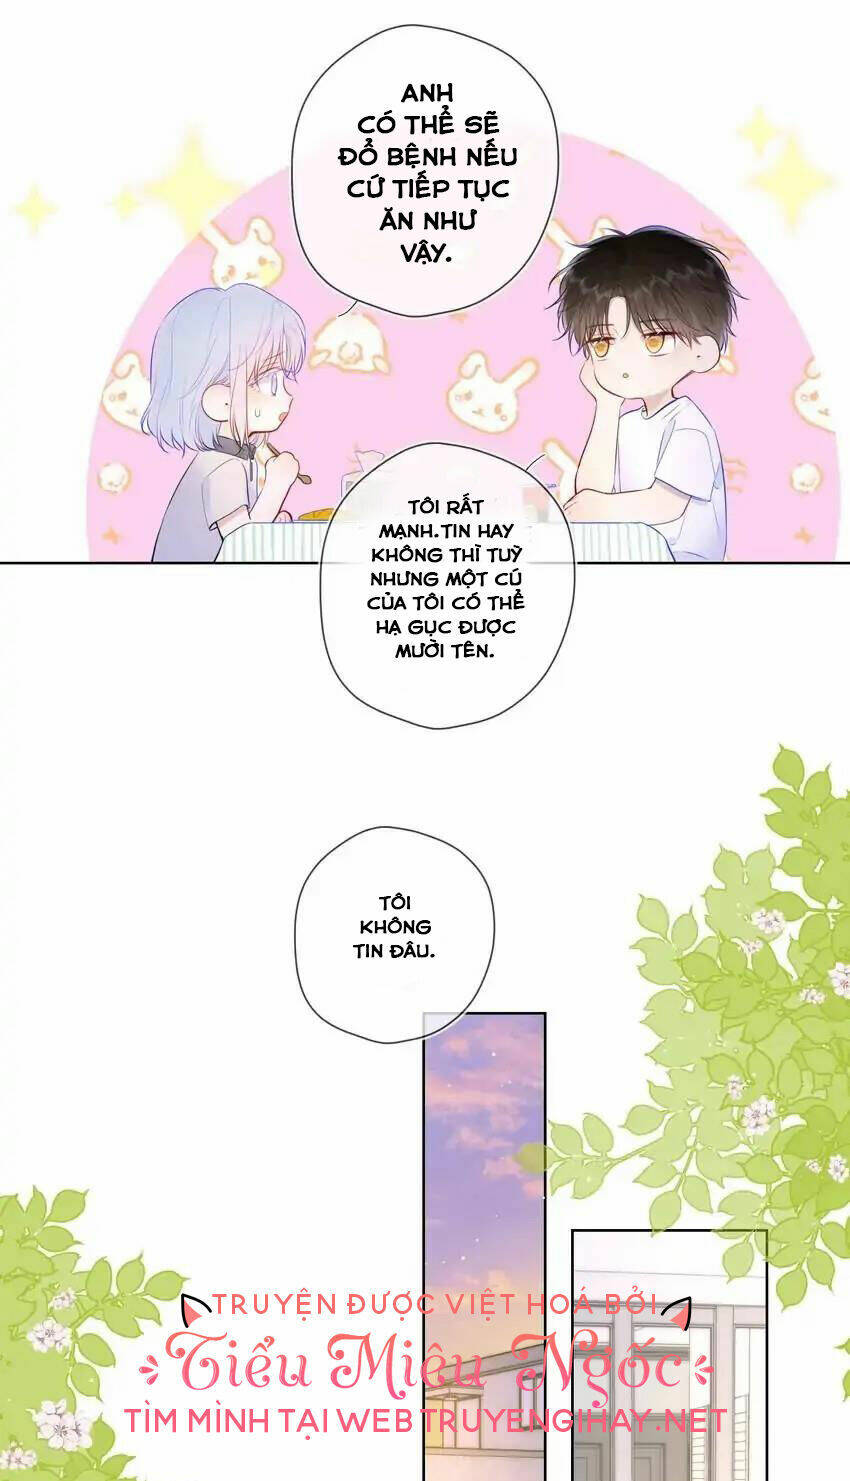 ANH
CÓ THỂ SẼ
ĐỔ BỆNH NẾU
CỨ TIẾP TỤC
ĂN NHƯ
VẬY.
TÔI RẤT
MẠNH.TIN HAY
KHÔNG THÌ TUỲ
NHƯNG MỘT CÚ
CỦA TÔI CÓ THỂ
HẠ GỤC ĐƯỢC
MƯỜI TÊN.
TÔI
KHÔNG
TIN ĐÂU.
TRUYỆN ĐƯỢC VIỆT HOÁ BỞI
Tiểu Miêu Ngốc
TÌM MÌNH TẠI WEB TRUYENGIHAY.NET